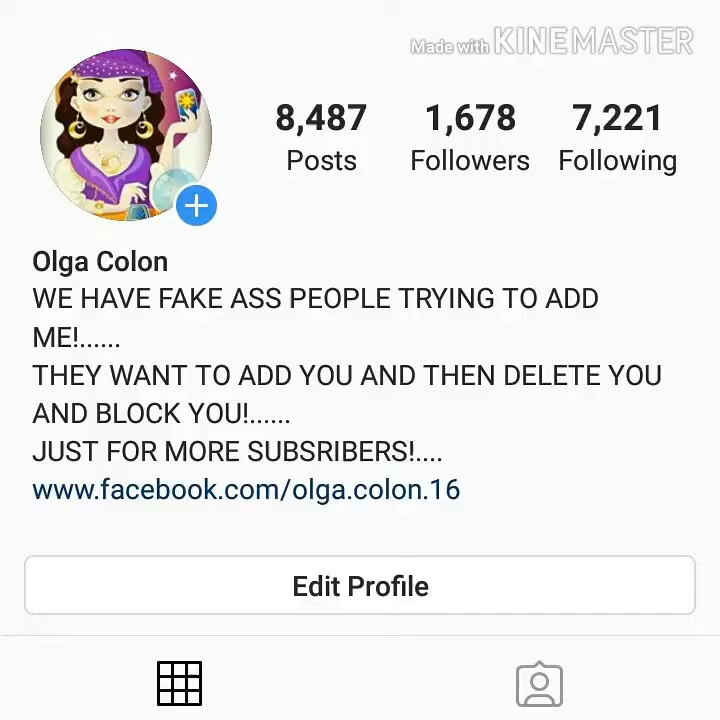 Made with KINEMASTER
8,487 1,678 7,221
Posts Followers Following
Olga Colon
WE HAVE FAKE ASS PEOPLE TRYING TO ADD
ME!......
THEY WANT TO ADD YOU AND THEN DELETE YOU
AND BLOCK YOU!......
JUST FOR MORE SUBSRIBERS!....
www.facebook.com/olga.colon.16
Edit Profile